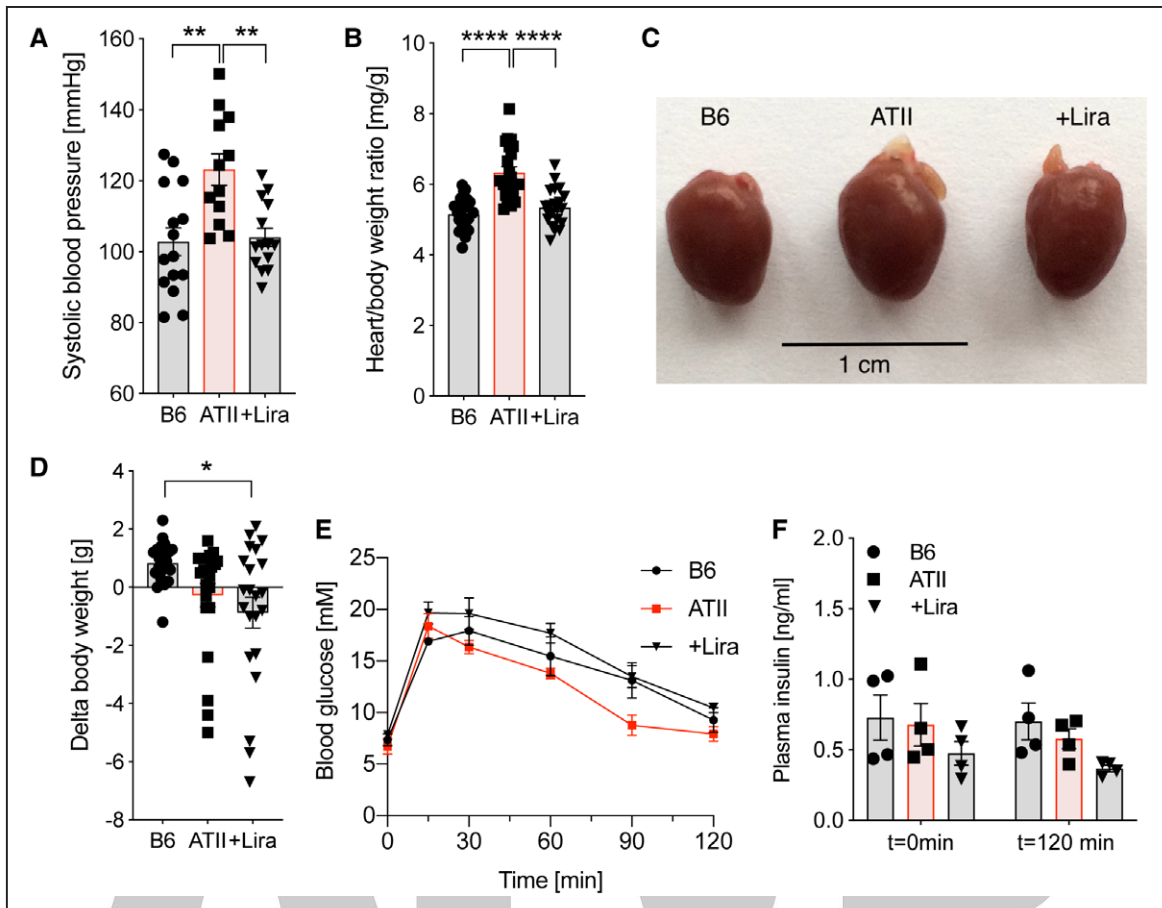 A
Systolic blood pressure [mmHg]
160
140
120
100
80
60
** **
B6 ATII +Lira
B
Heart/body weight ratio [mg/g]
10
8
6
4
2
0
**** ****
B6 ATII +Lira
C
B6 ATII +Lira
1 cm
D
Delta body weight [g]
4
2
0
-2
-4
-6
-8
*
B6 ATII +Lira
E
Blood glucose [mM]
25
20
15
10
5
0
B6
ATII
+Lira
0 30 60 90 120
Time [min]
F
Plasma insulin [ng/ml]
2.0
1.5
1.0
0.5
0.0
B6
ATII
+Lira
t=0min t=120 min